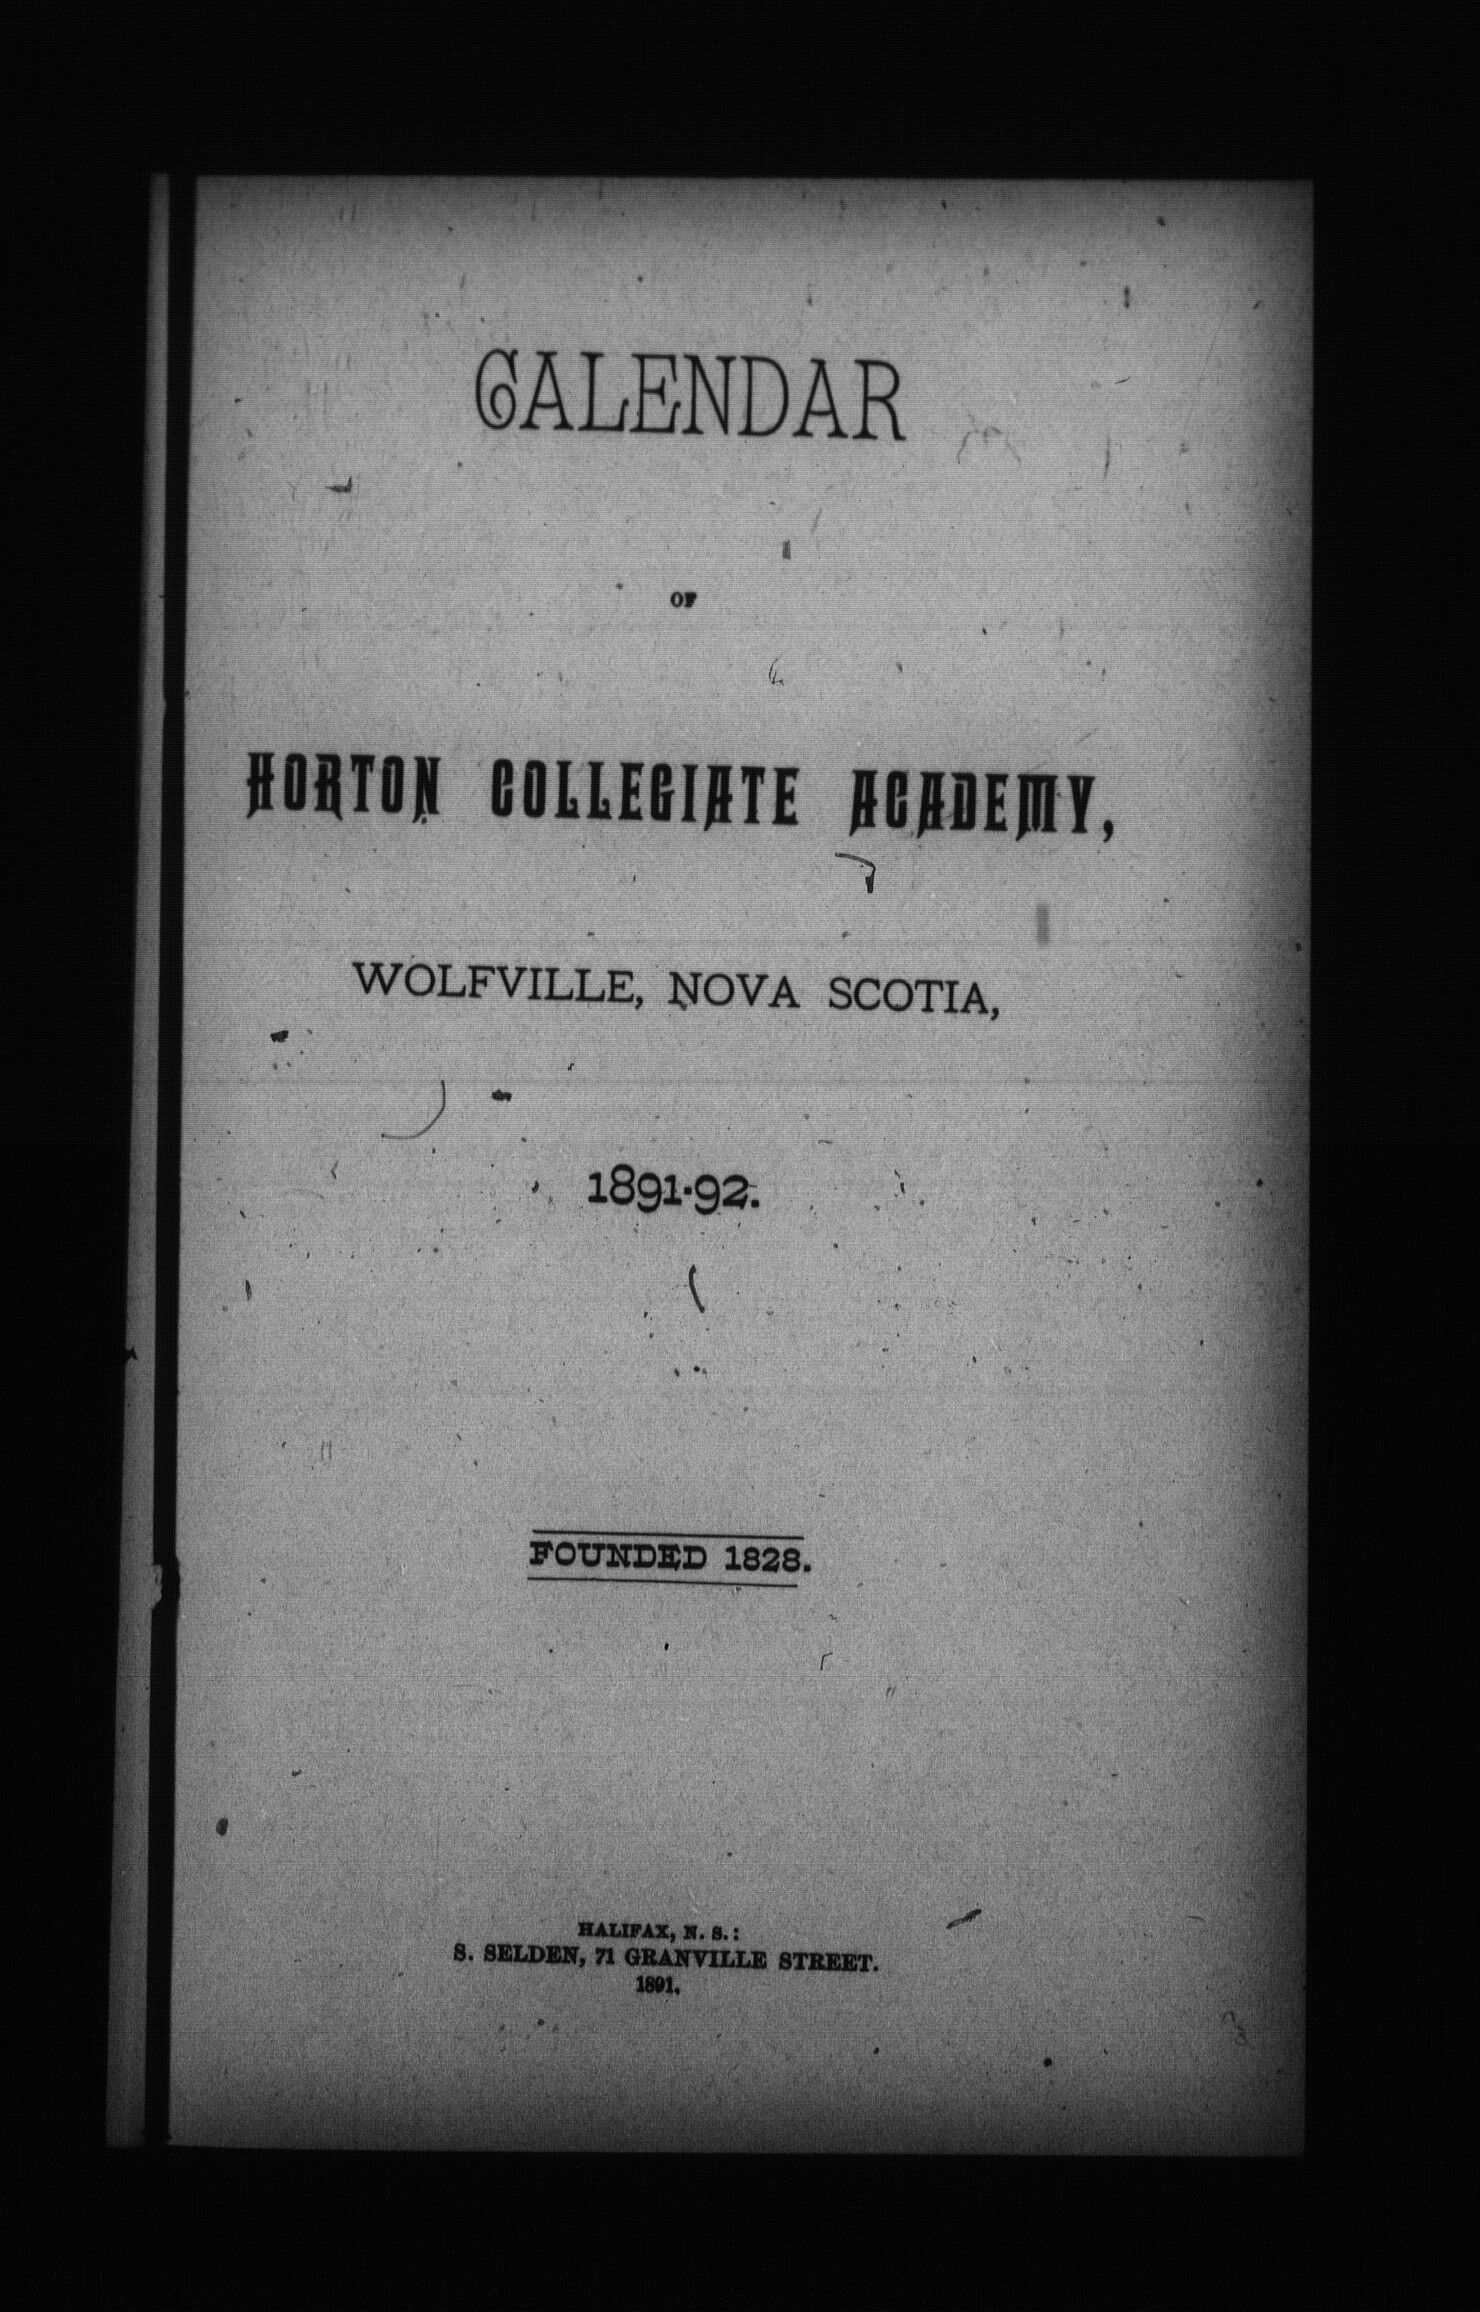 CALENDAR
OF
HORTON COLLEGIATE ACADEMY,
WOLFVILLE, NOVA SCOTIA,
1891-92.
FOUNDED 1828.
HALIFAX, N. S.:
S. SELDEN, 71 GRANVILLE STREET.
1891.